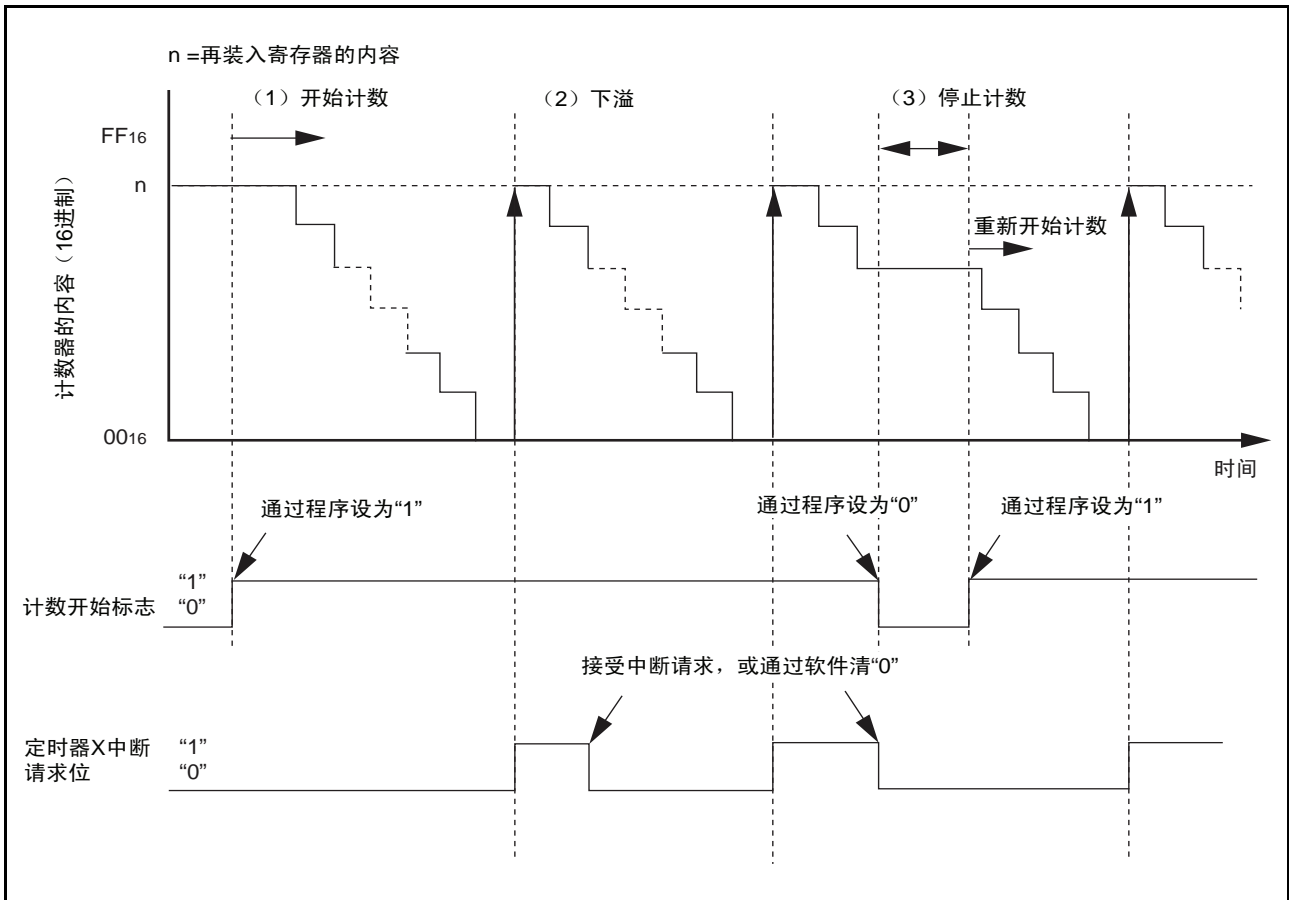 n =再装入寄存器的内容
（1）开始计数
（2）下溢
（3）停止计数
FF16
n
重新开始计数
计数器的内容（16进制）
0016
时间
通过程序设为“1”
通过程序设为“0”
通过程序设为“1”
计数开始标志
“1”
“0”
接受中断请求，或通过软件清“0”
定时器X中断
请求位
“1”
“0”